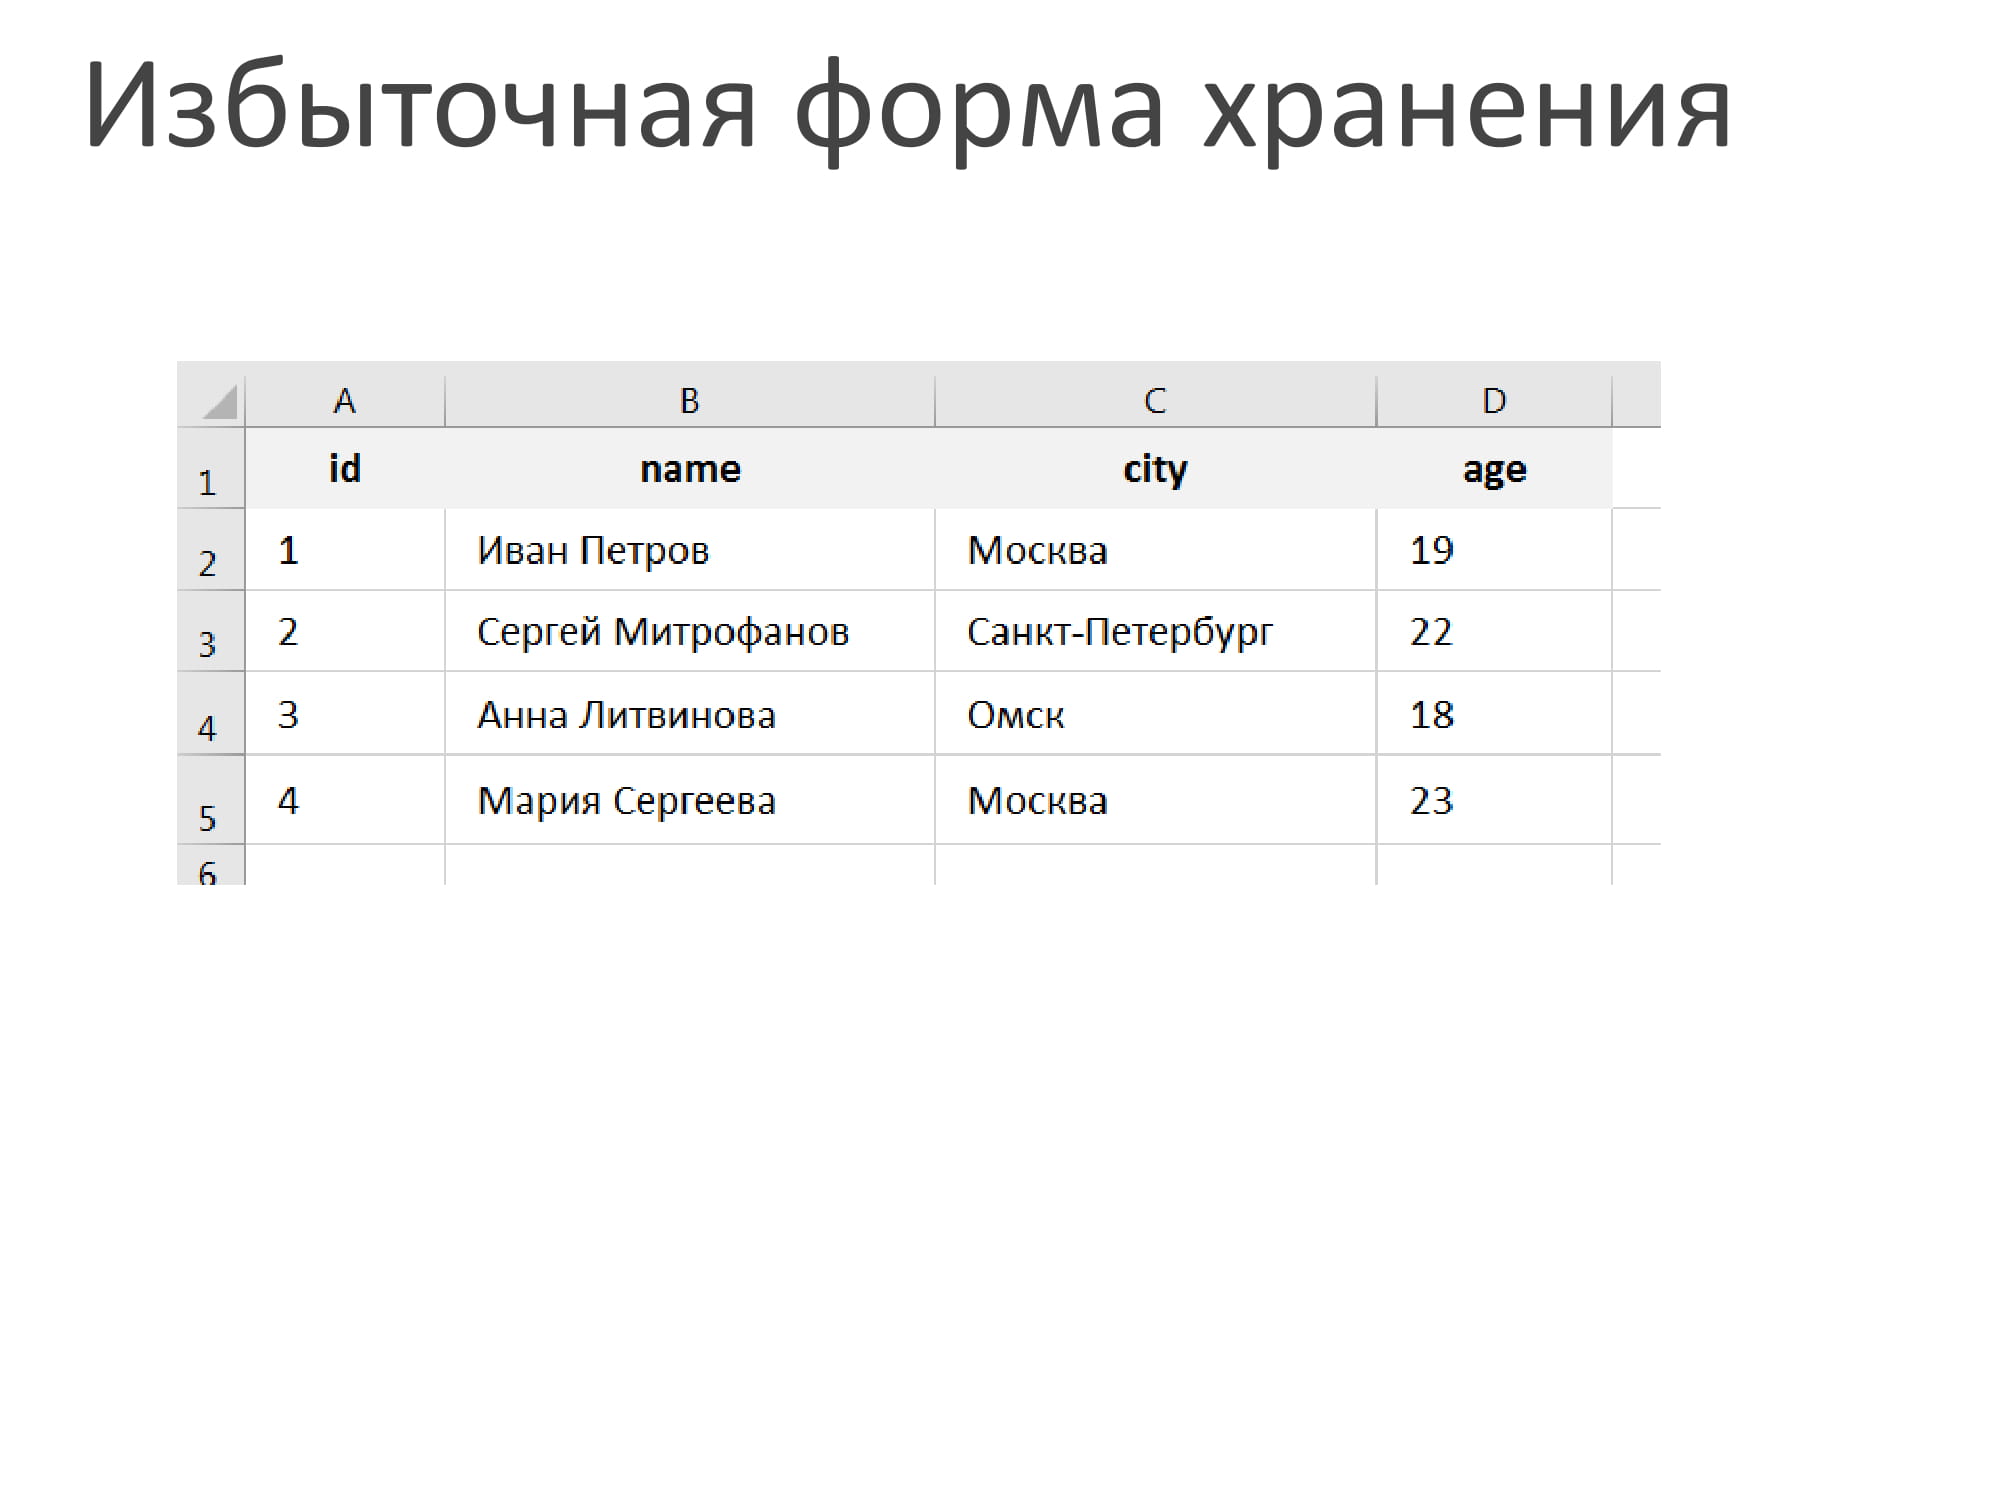 Избыточная форма хранения
A B C D
1 id name city age
2 1 Иван Петров Москва 19
3 2 Сергей Митрофанов Санкт-Петербург 22
4 3 Анна Литвинова Омск 18
5 4 Мария Сергеева Москва 23
6